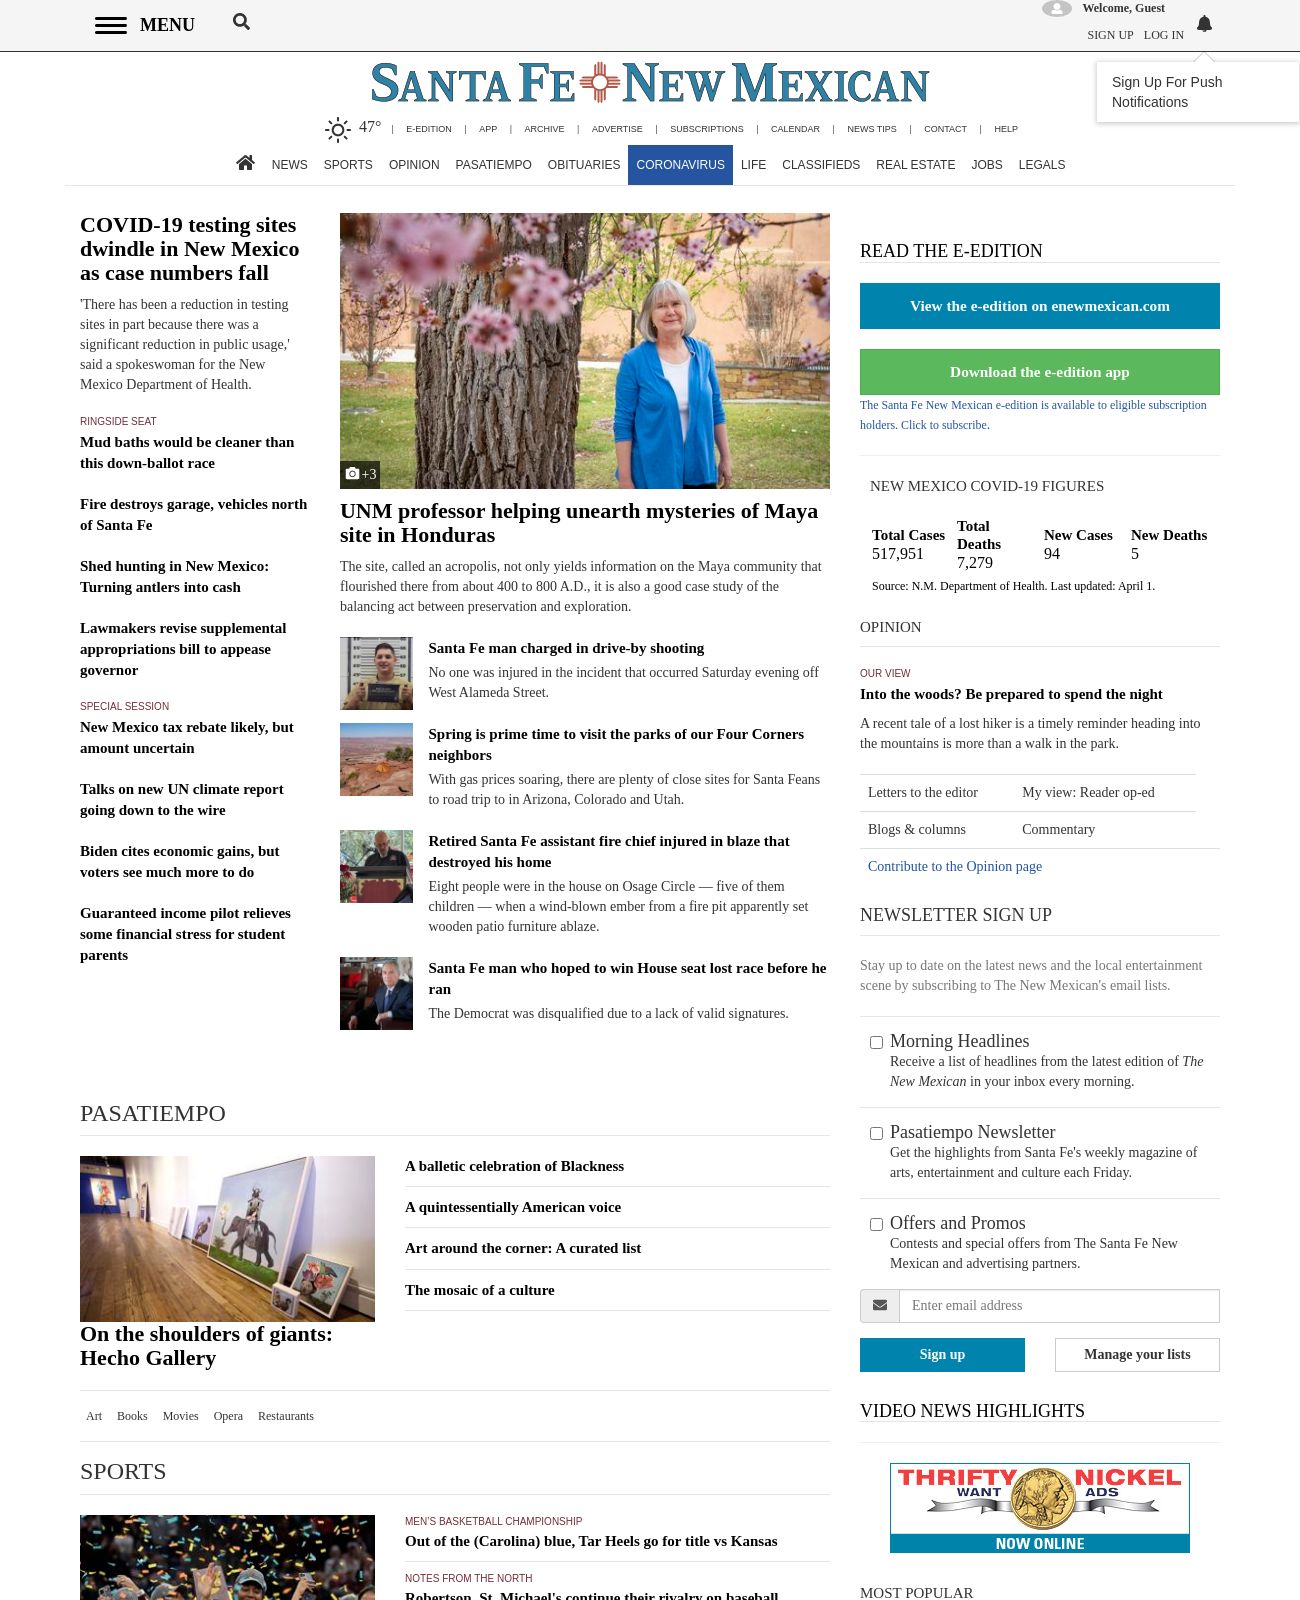 MENU
Welcome, Guest
SIGN UP LOG IN
Sign Up For Push
Notifications
SANTA FE NEW MEXICAN
47° | E-EDITION | APP | ARCHIVE | ADVERTISE | SUBSCRIPTIONS | CALENDAR | NEWS TIPS | CONTACT | HELP
NEWS SPORTS OPINION PASATIEMPO OBITUARIES CORONAVIRUS LIFE CLASSIFIEDS REAL ESTATE JOBS LEGALS
COVID-19 testing sites
dwindle in New Mexico
as case numbers fall
'There has been a reduction in testing
sites in part because there was a
significant reduction in public usage,'
said a spokeswoman for the New
Mexico Department of Health.
RINGSIDE SEAT
Mud baths would be cleaner than
this down-ballot race
Fire destroys garage, vehicles north
of Santa Fe
Shed hunting in New Mexico:
Turning antlers into cash
Lawmakers revise supplemental
appropriations bill to appease
governor
SPECIAL SESSION
New Mexico tax rebate likely, but
amount uncertain
Talks on new UN climate report
going down to the wire
Biden cites economic gains, but
voters see much more to do
Guaranteed income pilot relieves
some financial stress for student
parents
+3
UNM professor helping unearth mysteries of Maya
site in Honduras
The site, called an acropolis, not only yields information on the Maya community that
flourished there from about 400 to 800 A.D., it is also a good case study of the
balancing act between preservation and exploration.
Santa Fe man charged in drive-by shooting
No one was injured in the incident that occurred Saturday evening off
West Alameda Street.
Spring is prime time to visit the parks of our Four Corners
neighbors
With gas prices soaring, there are plenty of close sites for Santa Feans
to road trip to in Arizona, Colorado and Utah.
Retired Santa Fe assistant fire chief injured in blaze that
destroyed his home
Eight people were in the house on Osage Circle — five of them
children — when a wind-blown ember from a fire pit apparently set
wooden patio furniture ablaze.
Santa Fe man who hoped to win House seat lost race before he
ran
The Democrat was disqualified due to a lack of valid signatures.
READ THE E-EDITION
View the e-edition on enewmexican.com
Download the e-edition app
The Santa Fe New Mexican e-edition is available to eligible subscription
holders. Click to subscribe.
NEW MEXICO COVID-19 FIGURES
Total Cases Total Deaths New Cases New Deaths
517,951 7,279 94 5
Source: N.M. Department of Health. Last updated: April 1.
OPINION
OUR VIEW
Into the woods? Be prepared to spend the night
A recent tale of a lost hiker is a timely reminder heading into
the mountains is more than a walk in the park.
Letters to the editor My view: Reader op-ed
Blogs & columns Commentary
Contribute to the Opinion page
NEWSLETTER SIGN UP
Stay up to date on the latest news and the local entertainment
scene by subscribing to The New Mexican's email lists.
Morning Headlines
Receive a list of headlines from the latest edition of The
New Mexican in your inbox every morning.
Pasatiempo Newsletter
Get the highlights from Santa Fe's weekly magazine of
arts, entertainment and culture each Friday.
Offers and Promos
Contests and special offers from The Santa Fe New
Mexican and advertising partners.
Enter email address
Sign up Manage your lists
VIDEO NEWS HIGHLIGHTS
THRIFTY NICKEL
WANT ADS
NOW ONLINE
MOST POPULAR
PASATIEMPO
On the shoulders of giants:
Hecho Gallery
A balletic celebration of Blackness
A quintessentially American voice
Art around the corner: A curated list
The mosaic of a culture
Art Books Movies Opera Restaurants
SPORTS
MEN'S BASKETBALL CHAMPIONSHIP
Out of the (Carolina) blue, Tar Heels go for title vs Kansas
NOTES FROM THE NORTH
Robertson, St. Michael's continue their rivalry on baseball